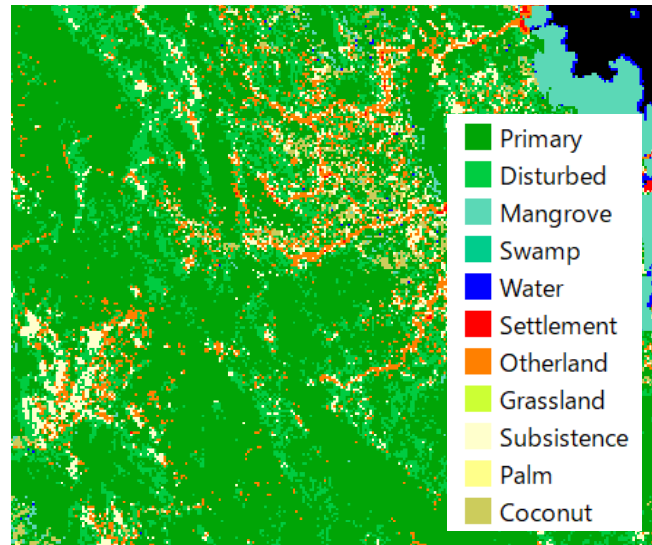 Primary
Disturbed
Mangrove
Swamp
Water
Settlement
Otherland
Grassland
Subsistence
Palm
Coconut